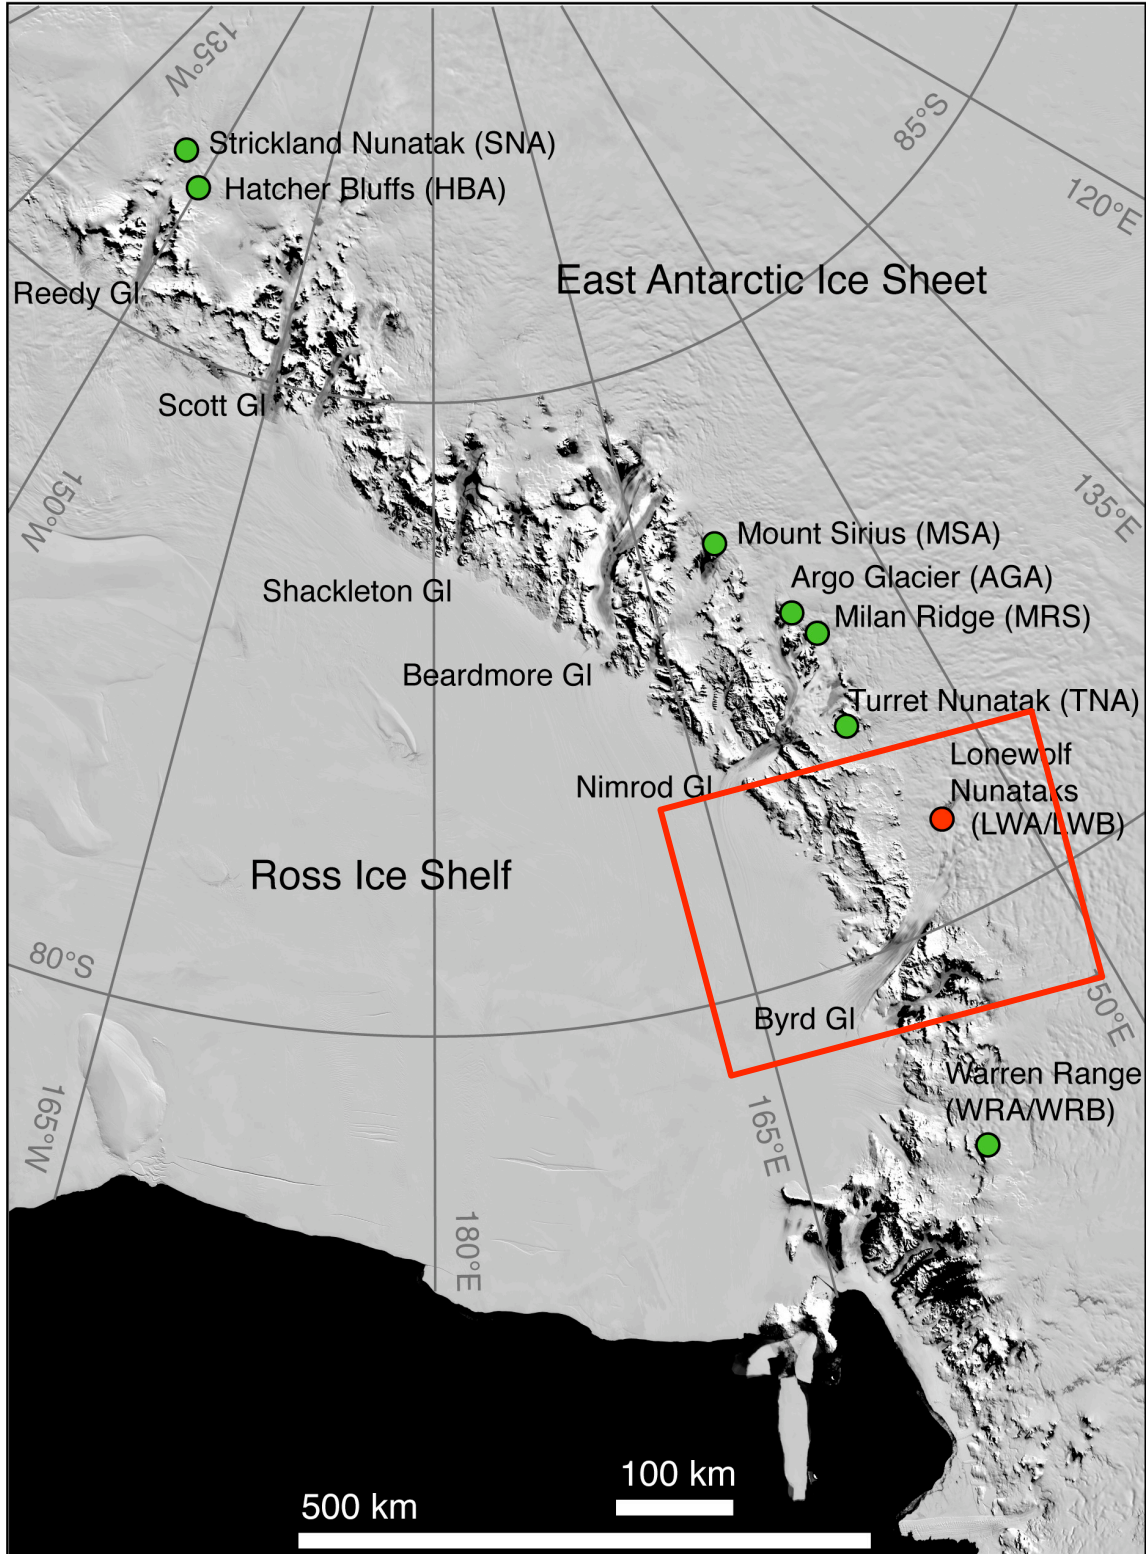 135°W
Strickland Nunatak (SNA)
Hatcher Bluffs (HBA)
85°S
120°E
East Antarctic Ice Sheet
Reedy Gl
Scott Gl
150°W
135°E
Mount Sirius (MSA)
Argo Glacier (AGA)
Shackleton Gl
Milan Ridge (MRS)
Beardmore Gl
Turret Nunatak (TNA)
Lonewolf
Nunataks
(LWA/LWB)
Nimrod Gl
Ross Ice Shelf
80°S
Byrd Gl
150°E
Warren Range
(WRA/WRB)
165°W
165°E
180°E
100 km
500 km